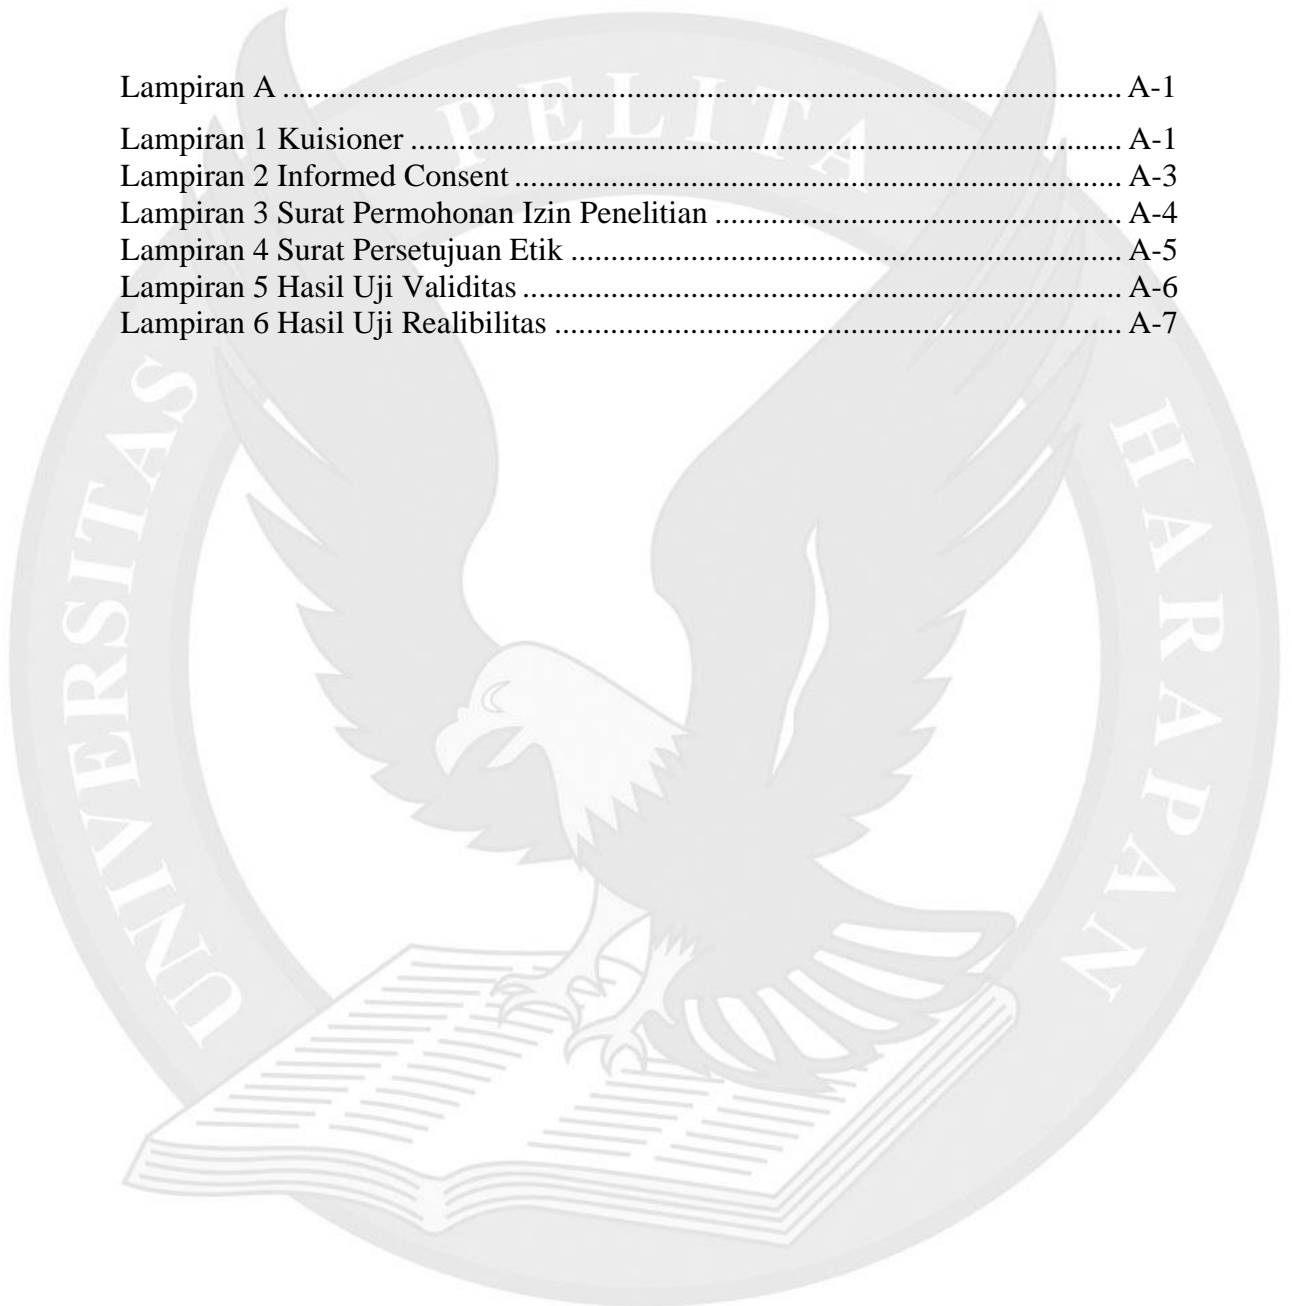 Lampiran A ........................................................................................................ A-1
Lampiran 1 Kuisioner ........................................................................................ A-1
Lampiran 2 Informed Consent ........................................................................... A-3
Lampiran 3 Surat Permohonan Izin Penelitian .................................................. A-4
Lampiran 4 Surat Persetujuan Etik .................................................................... A-5
Lampiran 5 Hasil Uji Validitas .......................................................................... A-6
Lampiran 6 Hasil Uji Realibilitas ...................................................................... A-7
UNIVERSITAS PELITA HARAPAN